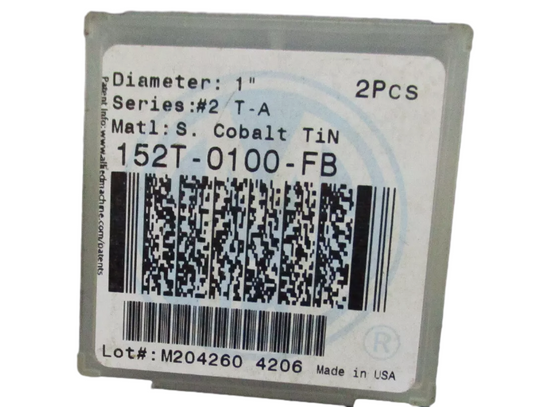 Diameter: 1"
2Pcs
Series:#2 T-A
Matl:S. Cobalt TiN
152T-0100-FB
Lot#:M204260 4206
Made in USA
Patent Info: www.alliedmachine.com/patents
®